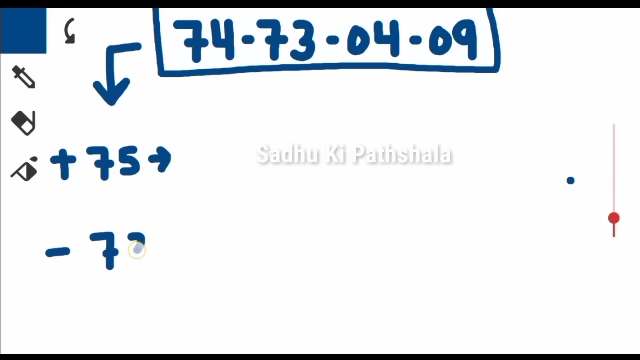 74-73-04-09
+ 75 →
Sadhu Ki Pathshala
- 7